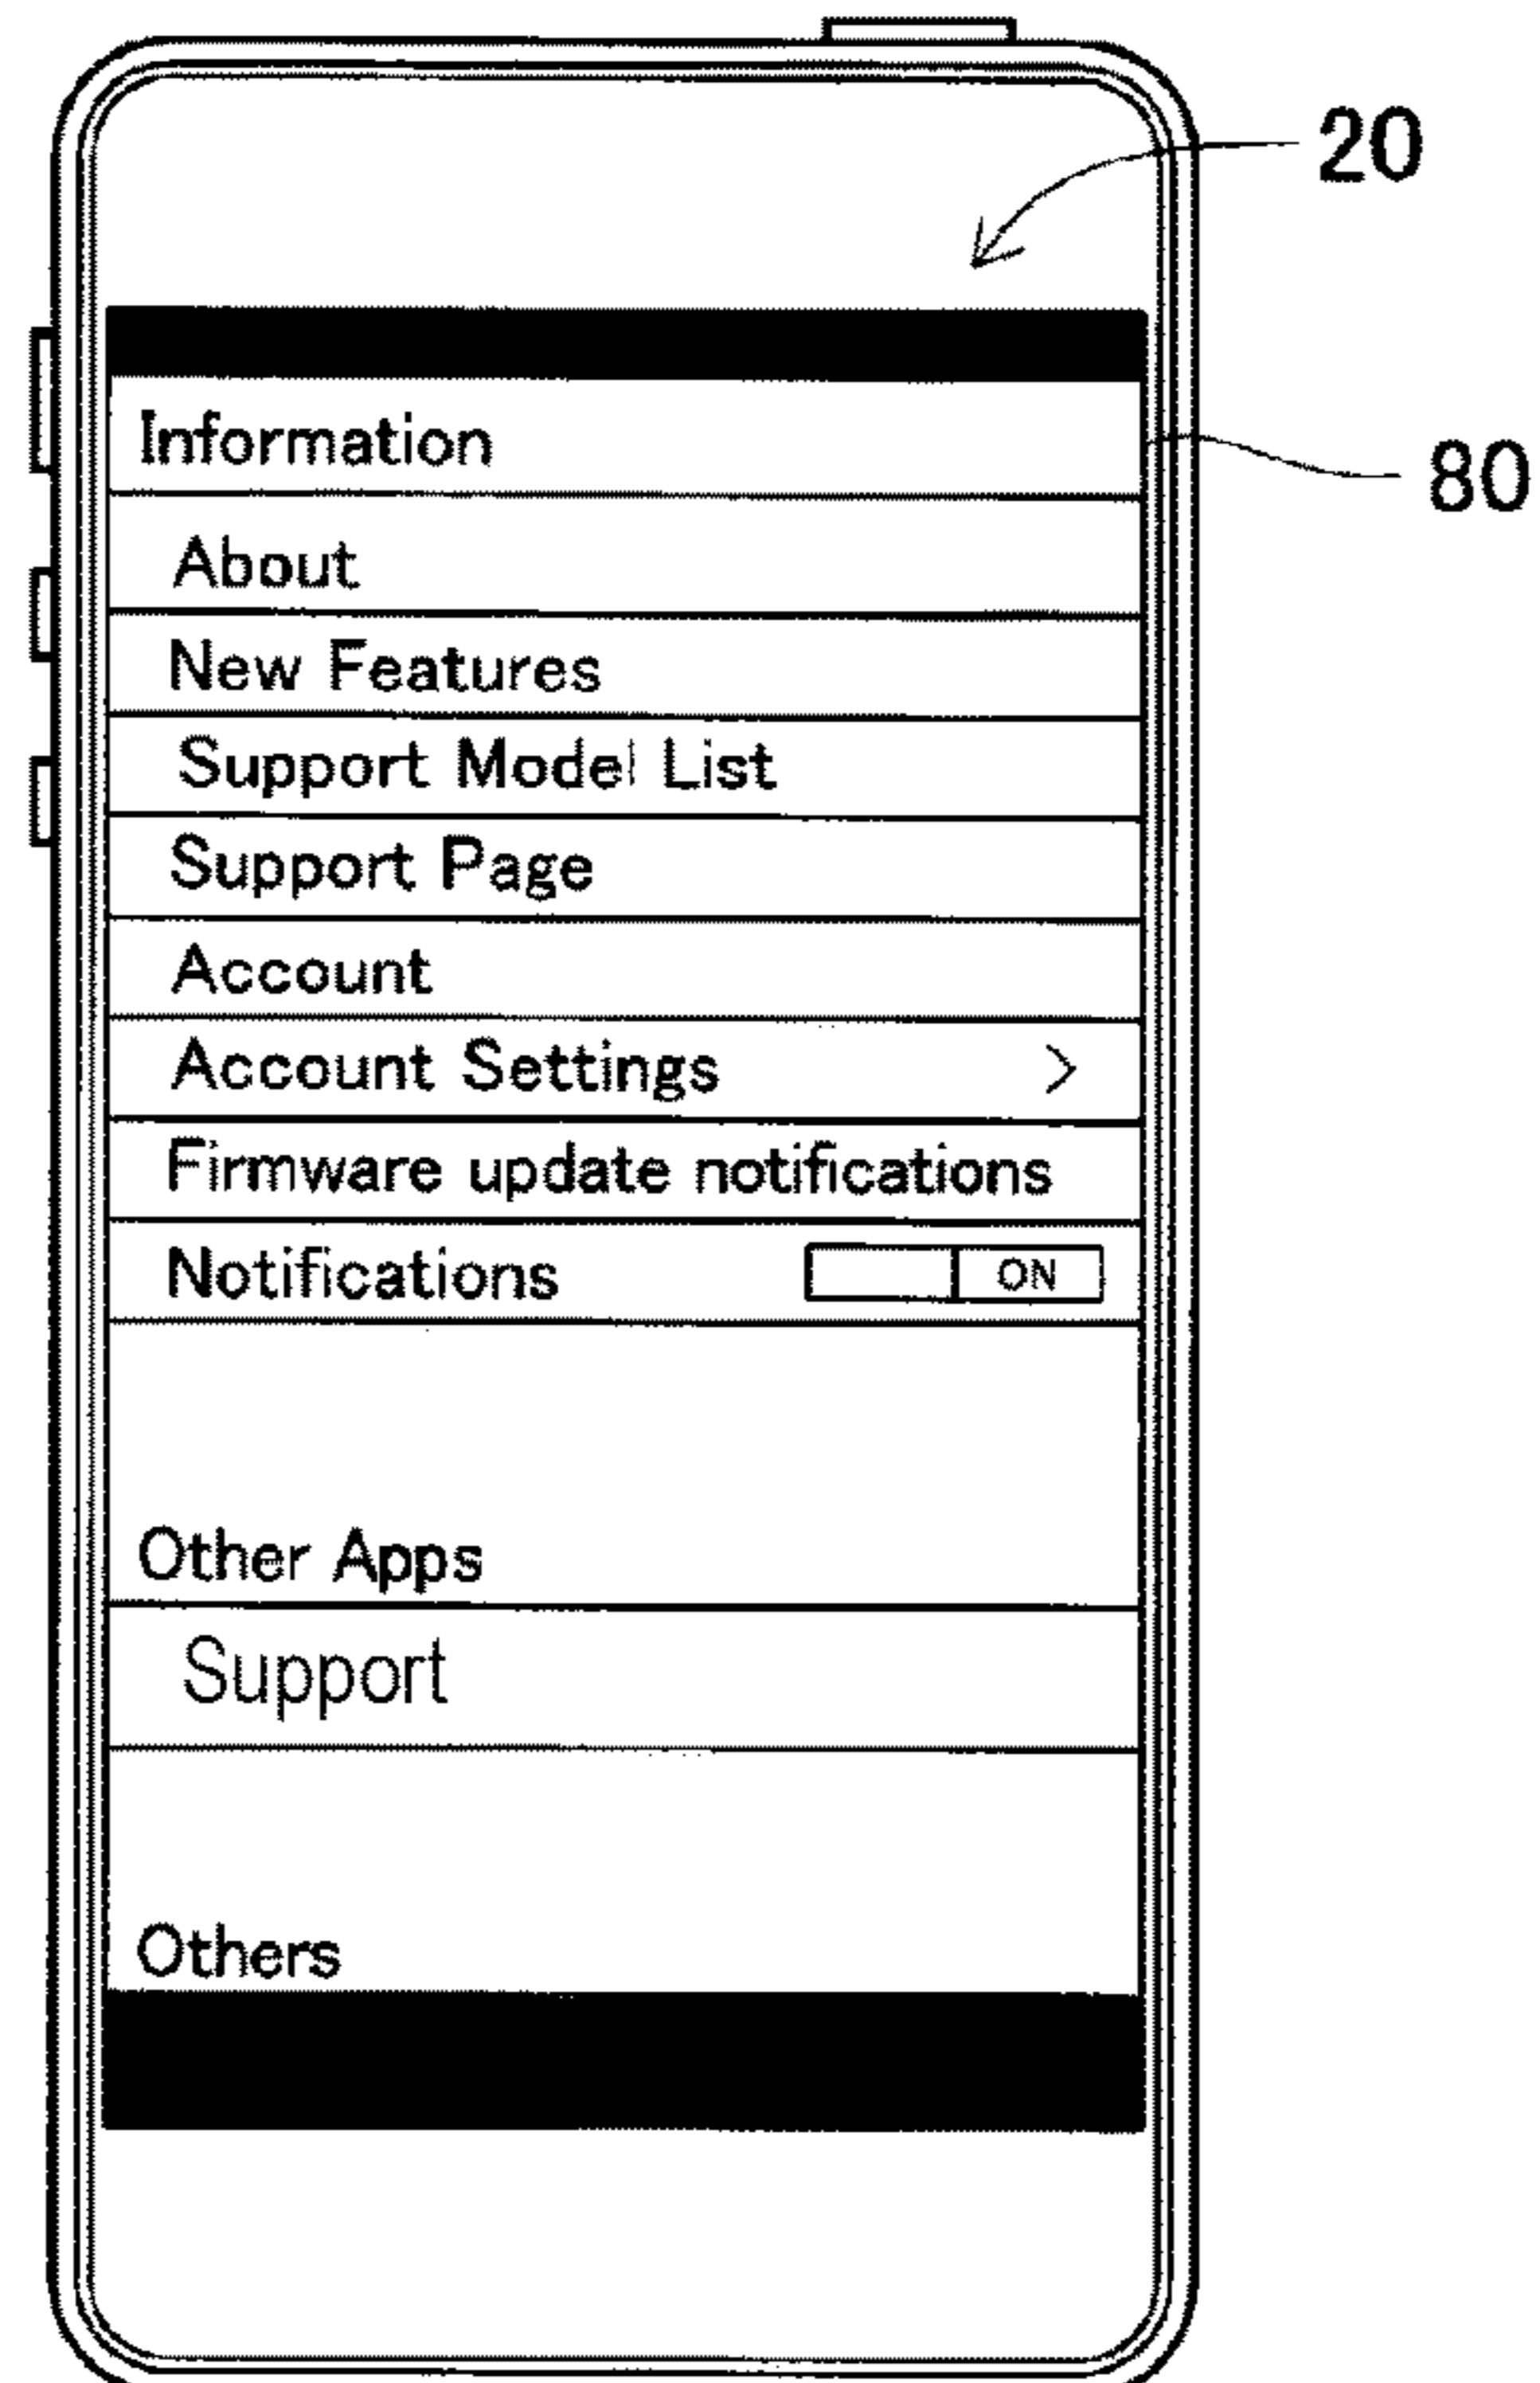 20
Information
80
About
New Features
Support Model List
Support Page
Account
Account Settings >
Firmware update notifications
Notifications ON
Other Apps
Support
Others